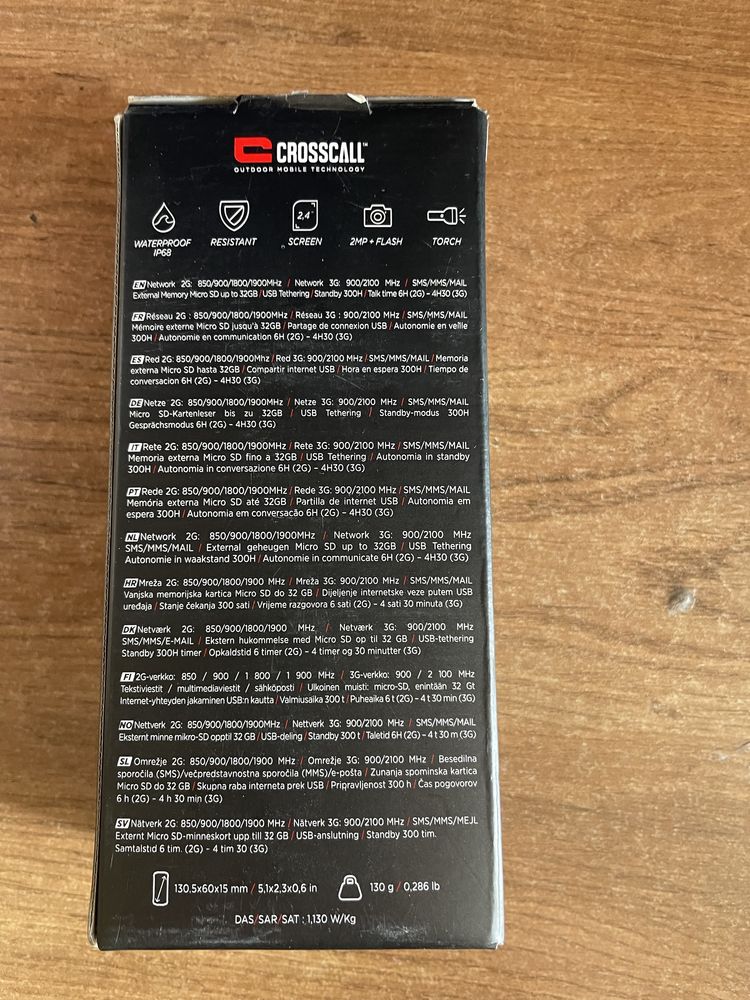 CROSSCALL™
OUTDOOR MOBILE TECHNOLOGY
2,4"
WATERPROOF IP68
RESISTANT
SCREEN
2MP + FLASH
TORCH
EN Network 2G: 850/900/1800/1900MHz / Network 3G: 900/2100 MHz / SMS/MMS/MAIL
External Memory Micro SD up to 32GB / USB Tethering / Standby 300H / Talk time 6H (2G) – 4H30 (3G)
FR Réseau 2G : 850/900/1800/1900Mhz / Réseau 3G : 900/2100 MHz / SMS/MMS/MAIL
Mémoire externe Micro SD jusqu'à 32GB / Partage de connexion USB / Autonomie en veille
300H / Autonomie en communication 6H (2G) – 4H30 (3G)
ES Red 2G: 850/900/1800/1900Mhz / Red 3G: 900/2100 MHz / SMS/MMS/MAIL / Memoria
externa Micro SD hasta 32GB / Compartir internet USB / Hora en espera 300H / Tiempo de
conversacion 6H (2G) – 4H30 (3G)
DE Netze 2G: 850/900/1800/1900MHz / Netze 3G: 900/2100 MHz / SMS/MMS/MAIL
Micro SD-Kartenleser bis zu 32GB / USB Tethering / Standby-modus 300H
Gesprächsmodus 6H (2G) – 4H30 (3G)
IT Rete 2G: 850/900/1800/1900MHz / Rete 3G: 900/2100 MHz / SMS/MMS/MAIL
Memoria externa Micro SD fino a 32GB / USB Tethering / Autonomia in standby
300H / Autonomia in conversazione 6H (2G) – 4H30 (3G)
PT Rede 2G: 850/900/1800/1900MHz / Rede 3G: 900/2100 MHz / SMS/MMS/MAIL
Memória externa Micro SD até 32GB / Partilla de internet USB / Autonomia em
espera 300H / Autonomia em conversação 6H (2G) – 4H30 (3G)
NL Network 2G: 850/900/1800/1900MHz / Network 3G: 900/2100 MHz
SMS/MMS/MAIL / External geheugen Micro SD up to 32GB / USB Tethering
Autonomie in waakstand 300H / Autonomie in communicate 6H (2G) – 4H30 (3G)
HR Mreža 2G: 850/900/1800/1900 MHz / Mreža 3G: 900/2100 MHz / SMS/MMS/MAIL
Vanjska memorijska kartica Micro SD do 32 GB / Dijeljenje internetske veze putem USB
uređaja / Stanje čekanja 300 sati / Vrijeme razgovora 6 sati (2G) – 4 sati 30 minuta (3G)
DK Netværk 2G: 850/900/1800/1900 MHz / Netværk 3G: 900/2100 MHz
SMS/MMS/E-MAIL / Ekstern hukommelse med Micro SD op til 32 GB / USB-tethering
Standby 300H timer / Opkaldstid 6 timer (2G) – 4 timer og 30 minutter (3G)
FI 2G-verkko: 850 / 900 / 1 800 / 1 900 MHz / 3G-verkko: 900 / 2 100 MHz
Tekstiviestit / multimediaviestit / sähköposti / Ulkoinen muisti: micro-SD, enintään 32 Gt
Internet-yhteyden jakaminen USB:n kautta / Valmiusaika 300 t / Puheaika 6 t (2G) – 4 t 30 min (3G)
NO Nettverk 2G: 850/900/1800/1900MHz / Nettverk 3G: 900/2100 MHz / SMS/MMS/MAIL
Eksternt minne mikro-SD opptil 32 GB / USB-deling / Standby 300 t / Taletid 6H (2G) – 4 t 30 m (3G)
SL Omrežje 2G: 850/900/1800/1900 MHz / Omrežje 3G: 900/2100 MHz / Besedilna
sporočila (SMS)/večpredstavnostna sporočila (MMS)/e-pošta / Zunanja spominska kartica
Micro SD do 32 GB / Skupna raba interneta prek USB / Pripravljenost 300 h / Čas pogovorov
6 h (2G) – 4 h 30 min (3G)
SV Nätverk 2G: 850/900/1800/1900 MHz / Nätverk 3G: 900/2100 MHz / SMS/MMS/MEJL
Externt Micro SD-minneskort upp till 32 GB / USB-anslutning / Standby 300 tim.
Samtalstid 6 tim. (2G) – 4 tim 30 (3G)
130.5x60x15 mm / 5,1x2,3x0,6 in
130 g / 0,286 lb
DAS/SAR/SAT : 1,130 W/Kg